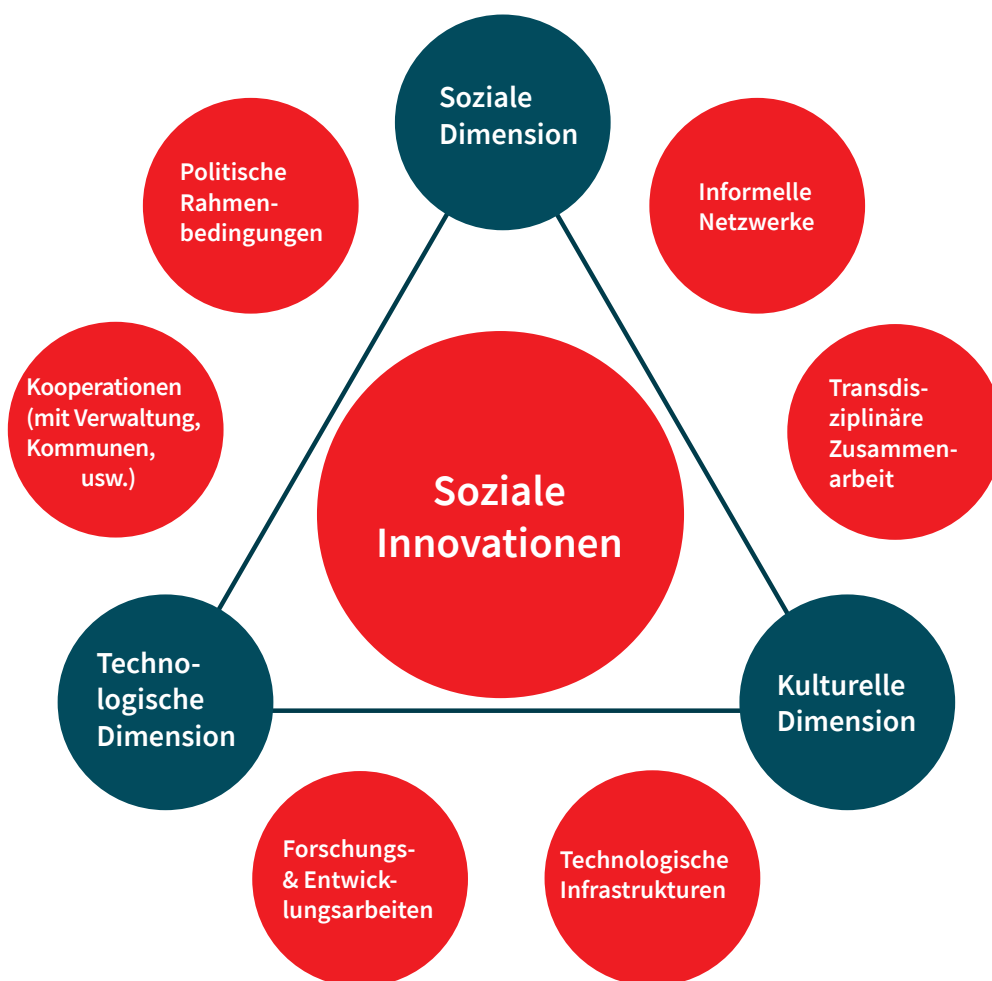 Soziale
Dimension
Politische
Rahmen-
bedingungen
Informelle
Netzwerke
Kooperationen
(mit Verwaltung,
Kommunen,
usw.)
Transdis-
ziplinäre
Zusammen-
arbeit
Soziale
Innovationen
Techno-
logische
Dimension
Kulturelle
Dimension
Forschungs-
& Entwick-
lungsarbeiten
Technologische
Infrastrukturen